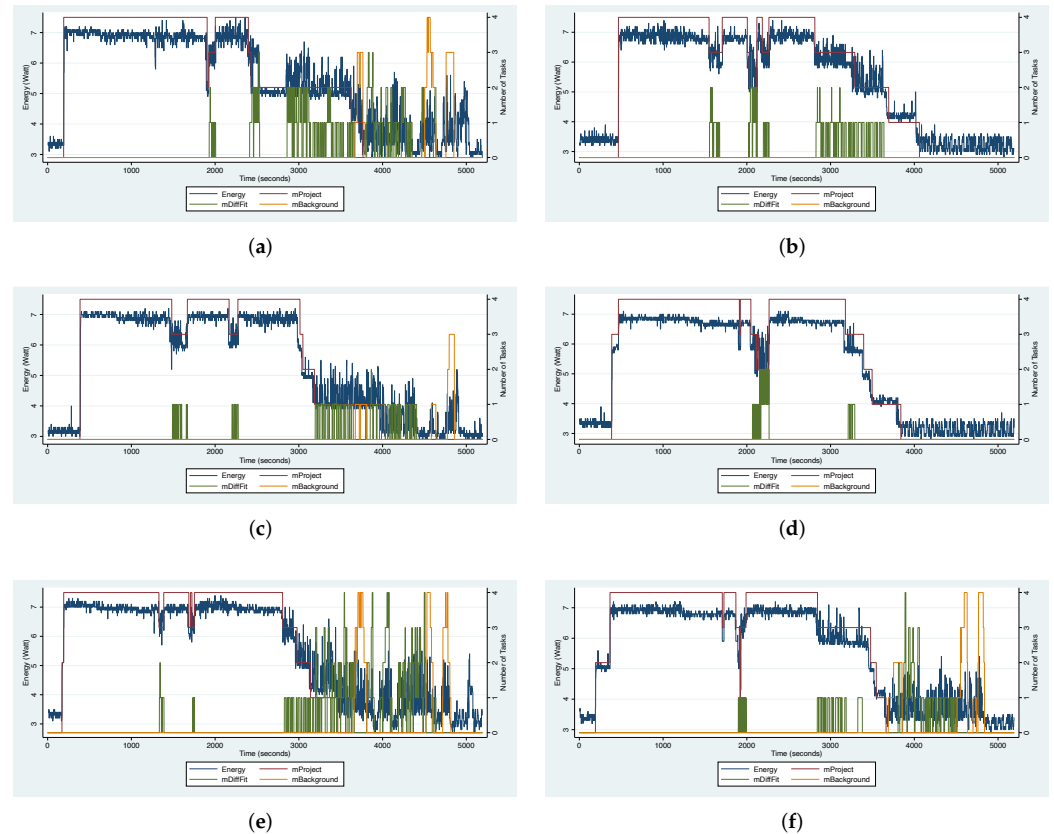 Energy (Watt)
3 4 5 6 7
0 1 2 3 4
Number of Tasks
0 1000 2000 3000 4000 5000
Time (seconds)
Energy mProject
mDiffFit mBackground
(a)
Energy (Watt)
3 4 5 6 7
0 1 2 3 4
Number of Tasks
0 1000 2000 3000 4000 5000
Time (seconds)
Energy mProject
mDiffFit mBackground
(b)
Energy (Watt)
3 4 5 6 7
0 1 2 3 4
Number of Tasks
0 1000 2000 3000 4000 5000
Time (seconds)
Energy mProject
mDiffFit mBackground
(c)
Energy (Watt)
3 4 5 6 7
0 1 2 3 4
Number of Tasks
0 1000 2000 3000 4000 5000
Time (seconds)
Energy mProject
mDiffFit mBackground
(d)
Energy (Watt)
3 4 5 6 7
0 1 2 3 4
Number of Tasks
0 1000 2000 3000 4000 5000
Time (seconds)
Energy mProject
mDiffFit mBackground
(e)
Energy (Watt)
3 4 5 6 7
0 1 2 3 4
Number of Tasks
0 1000 2000 3000 4000 5000
Time (seconds)
Energy mProject
mDiffFit mBackground
(f)